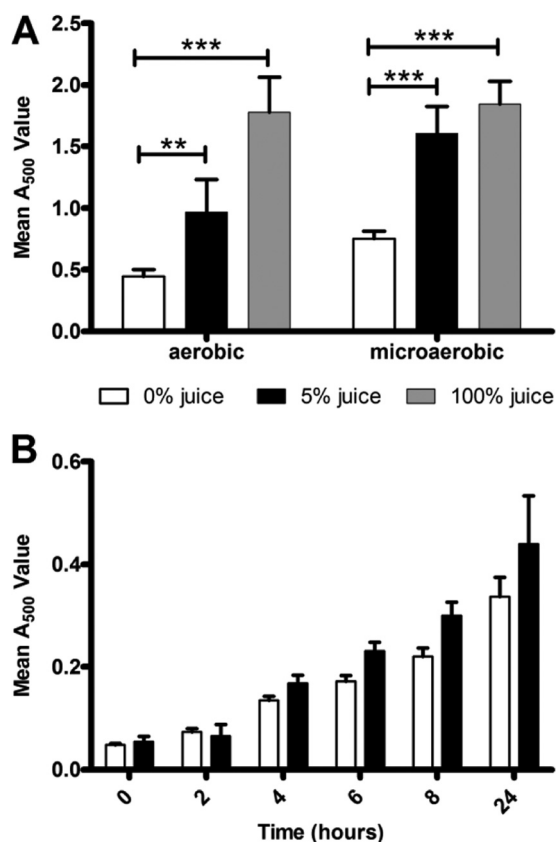 A
Mean A500 Value
2.5
2.0
1.5
1.0
0.5
0.0
***
**
***
***
aerobic
microaerobic
0% juice
5% juice
100% juice
B
Mean A500 Value
0.6
0.4
0.2
0.0
0
2
4
6
8
24
Time (hours)